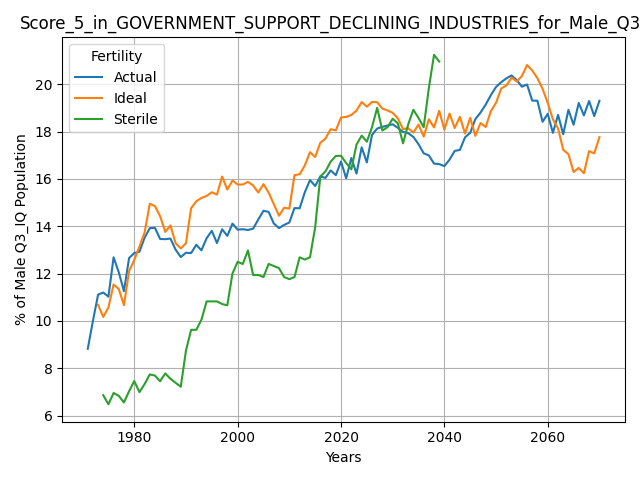 Score_5_in_GOVERNMENT_SUPPORT_DECLINING_INDUSTRIES_for_Male_Q3
Fertility
Actual
Ideal
Sterile
% of Male Q3_IQ Population
20
18
16
14
12
10
8
6
1980
2000
2020
2040
2060
Years